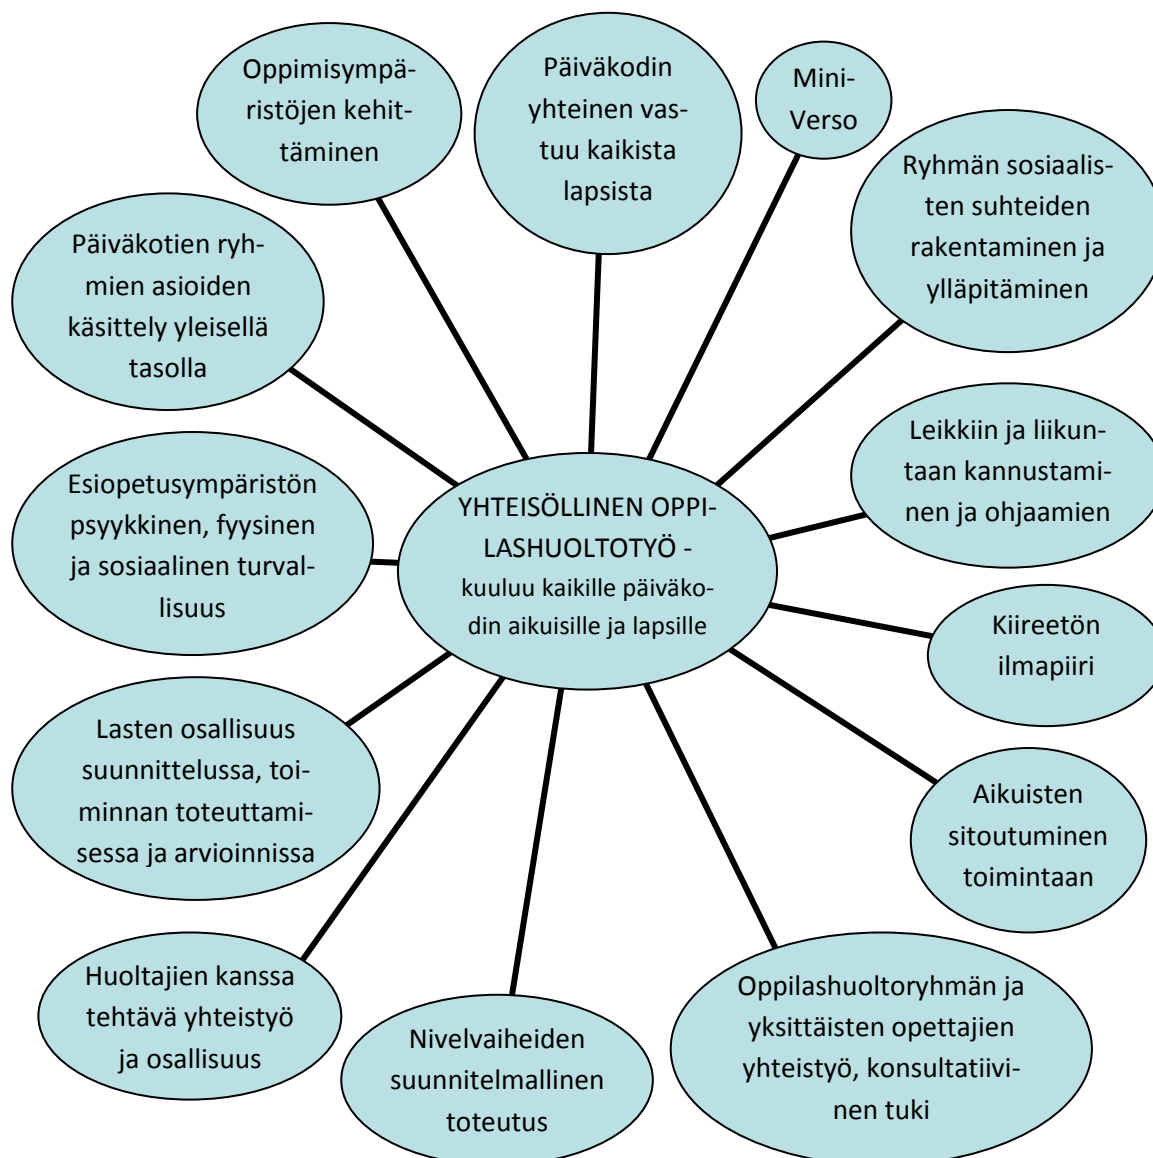 Oppimisympä-
ristöjen kehit-
täminen
Päiväkodin
yhteinen vas-
tuu kaikista
lapsista
Mini-
Verso
Ryhmän sosiaalis-
ten suhteiden
rakentaminen ja
ylläpitäminen
Päiväkotien ryh-
mien asioiden
käsittely yleisellä
tasolla
Leikkiin ja liikun-
taan kannustami-
nen ja ohjaamien
Esiopetusympäristön
psyykkinen, fyysinen
ja sosiaalinen turval-
lisuus
YHTEISÖLLINEN OPPI-
LASHUOLTOTYÖ -
kuuluu kaikille päiväko-
din aikuisille ja lapsille
Kiireetön
ilmapiiri
Lasten osallisuus
suunnittelussa, toi-
minnan toteuttami-
sessa ja arvioinnissa
Aikuisten
sitoutuminen
toimintaan
Huoltajien kanssa
tehtävä yhteistyö
ja osallisuus
Nivelvaiheiden
suunnitelmallinen
toteutus
Oppilashuoltoryhmän ja
yksittäisten opettajien
yhteistyö, konsultatiivi-
nen tuki